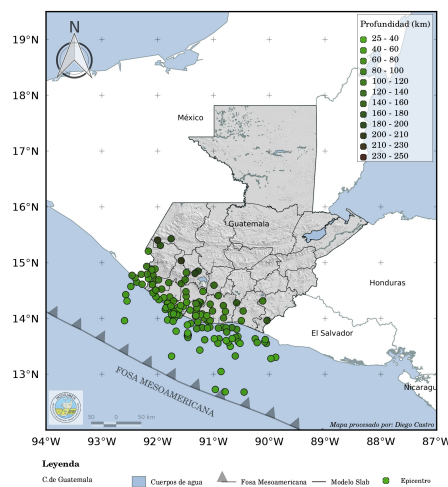 19°N
18°N
17°N
16°N
15°N
14°N
13°N
N
Profundidad (km)
25 - 40
40 - 60
60 - 80
80 - 100
100 - 120
120 - 140
140 - 160
160 - 180
180 - 200
200 - 210
210 - 230
230 - 250
México
Guatemala
Honduras
El Salvador
Nicaragu
FOSA MESOAMERICANA
50 0 50 km
Mapa procesado por: Diego Castro
94°W 93°W 92°W 91°W 90°W 89°W 88°W 87°W
Leyenda
C.de Guatemala
Cuerpos de agua
Fosa Mesoamericana
Modelo Slab
Epicentro